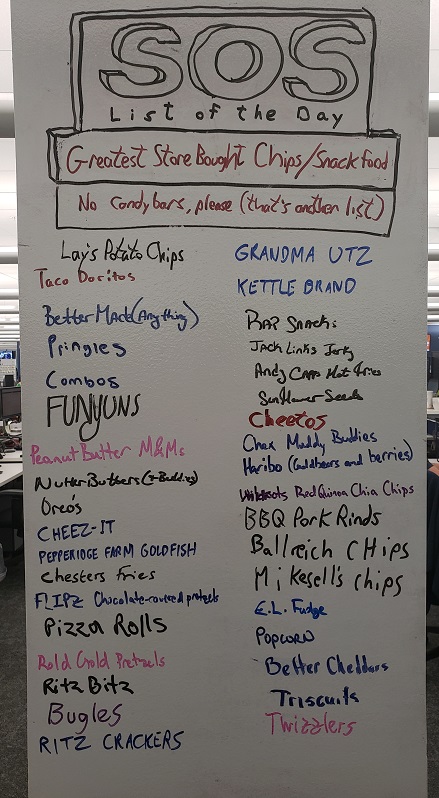 SOS
List of the Day
Greatest Store Bought Chips/Snack food
No candybars, please (that's another list)
Lay's Potato Chips
Taco Doritos
Better Made (Anything)
Pringles
Combos
FUNYUNS
Peanut Butter M&Ms
Nutter Butters
Oreo's
CHEEZ-IT
PEPPERIDGE FARM GOLDFISH
Chesters fries
FLIPZ Chocolate-covered pretzels
Pizza Rolls
Rold Gold Pretzels
Ritz Bitz
Bugles
RITZ CRACKERS
GRANDMA UTZ
KETTLE BRAND
BAR SNACKS
Jack Links Jerky
Andy Capp Hot fries
Sunflower Seeds
Cheetos
Chex Muddy Buddies
Haribo (Goldbears and berries)
Red Quinoa Chia Chips
BBQ Pork Rinds
Ballreich CHips
Mikesell's chips
E.L. Fudge
POPCORN
Better Cheddars
Triscuits
Twizzlers